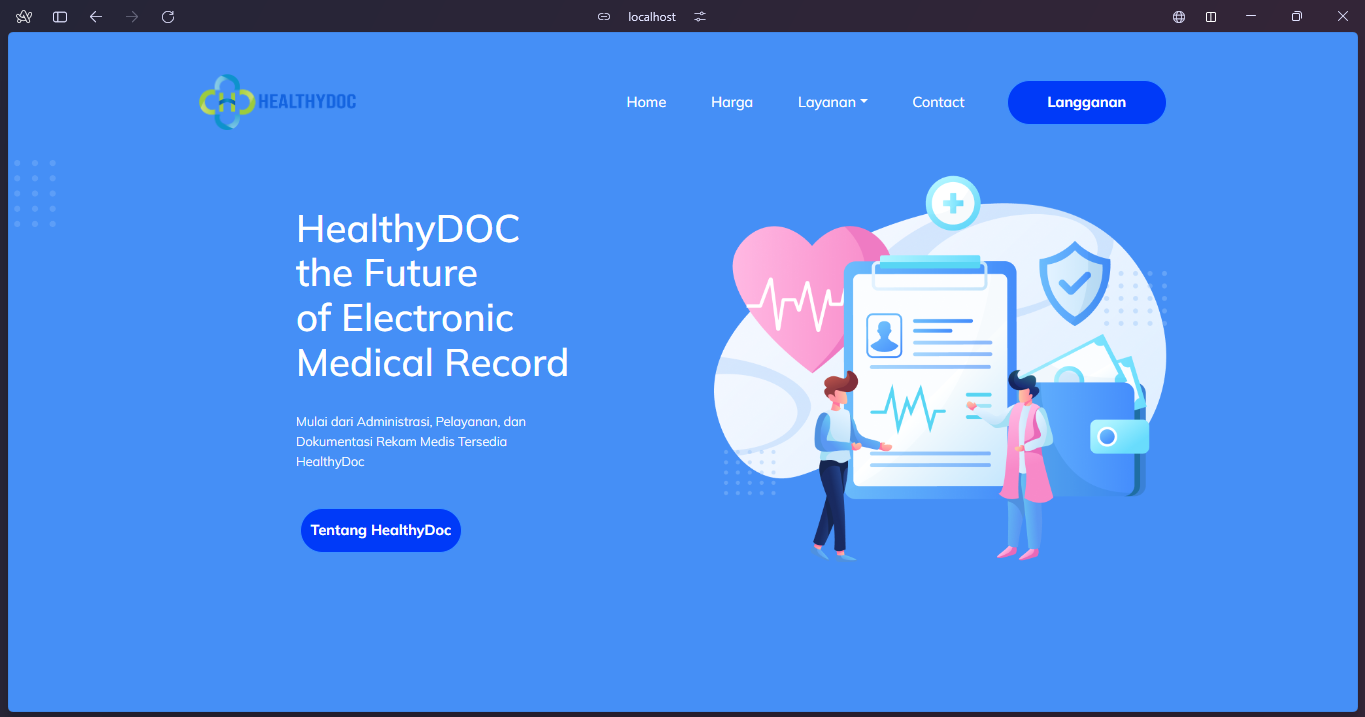 localhost
HEALTHYDOC
Home
Harga
Layanan
Contact
Langganan
HealthyDOC
the Future
of Electronic
Medical Record
Mulai dari Administrasi, Pelayanan, dan
Dokumentasi Rekam Medis Tersedia
HealthyDoc
Tentang HealthyDoc